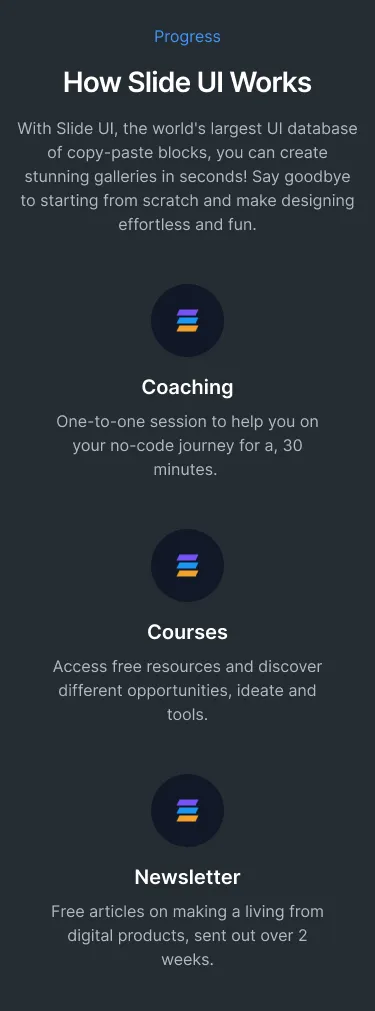 Progress
How Slide UI Works
With Slide UI, the world's largest UI database
of copy-paste blocks, you can create
stunning galleries in seconds! Say goodbye
to starting from scratch and make designing
effortless and fun.
Coaching
One-to-one session to help you on
your no-code journey for a, 30
minutes.
Courses
Access free resources and discover
different opportunities, ideate and
tools.
Newsletter
Free articles on making a living from
digital products, sent out over 2
weeks.